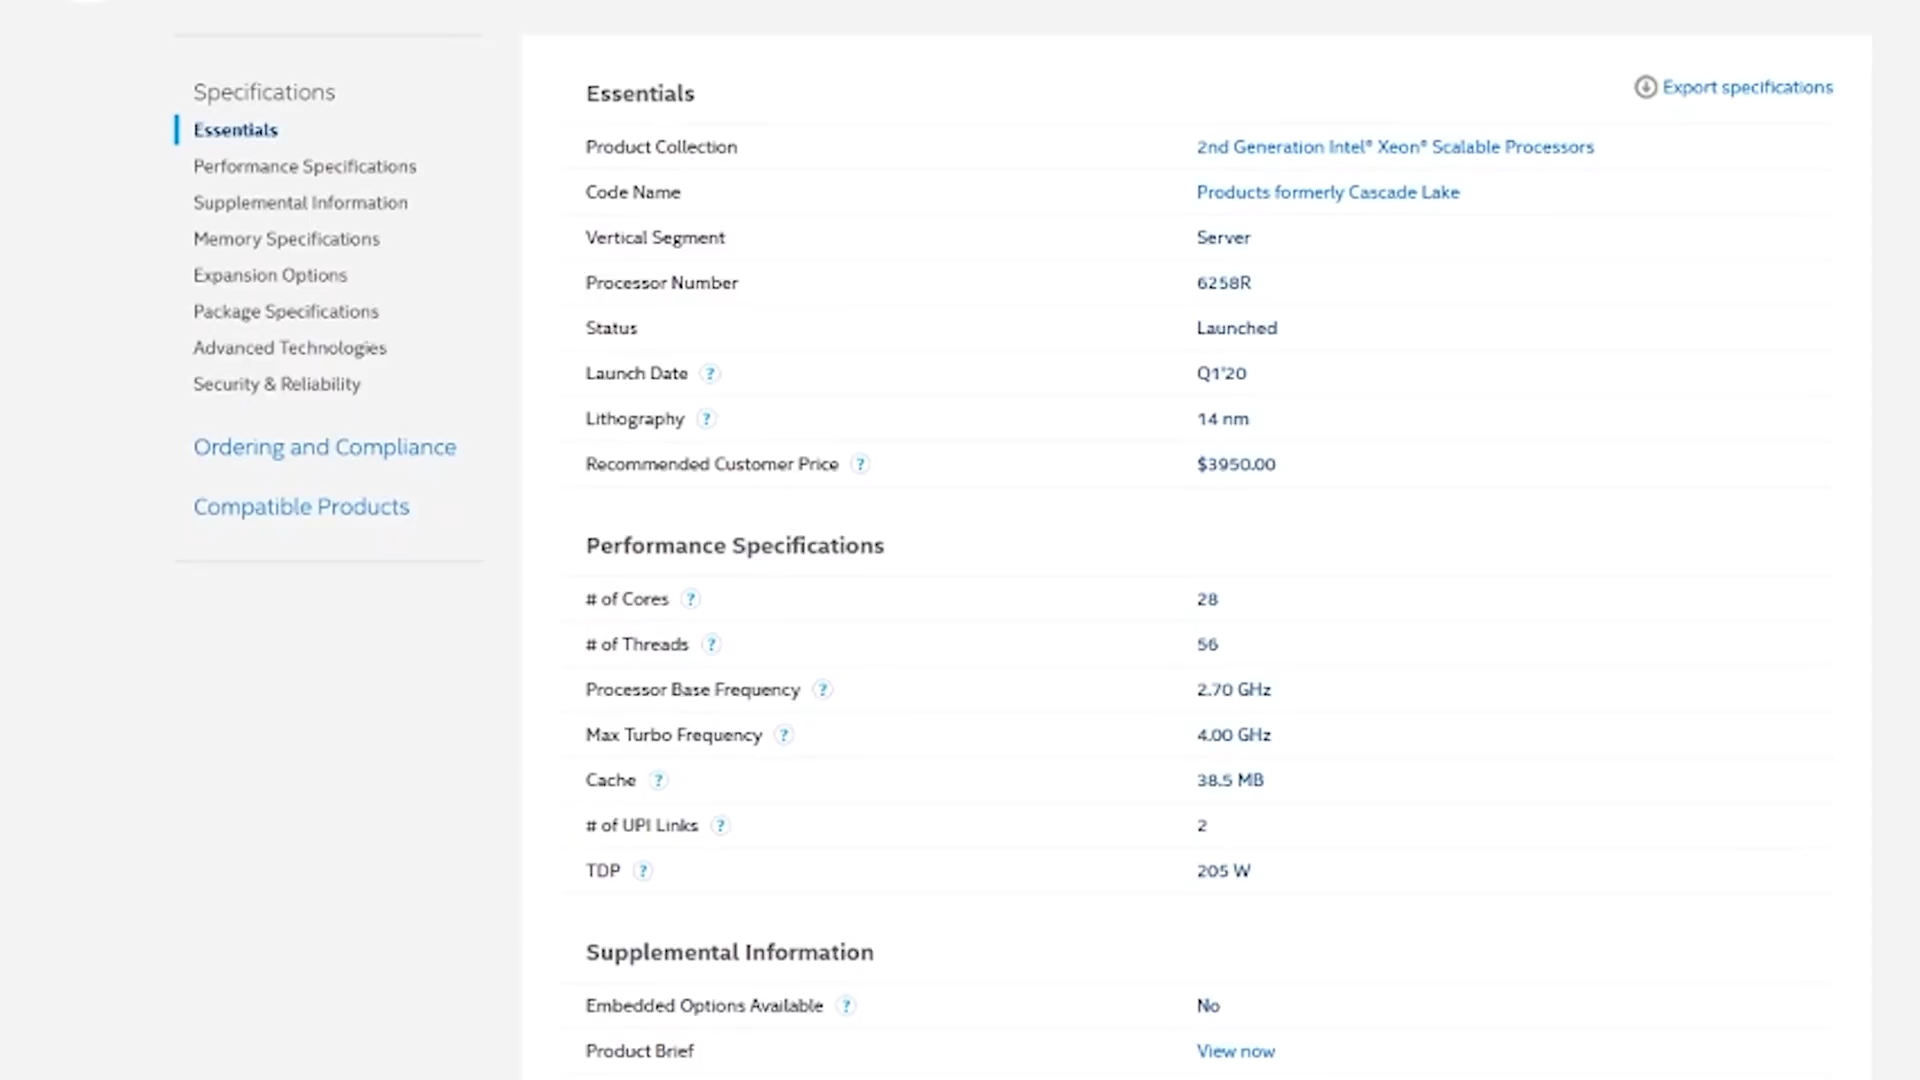 Specifications
Essentials
Performance Specifications
Supplemental Information
Memory Specifications
Expansion Options
Package Specifications
Advanced Technologies
Security & Reliability
Ordering and Compliance
Compatible Products
Essentials
Export specifications
Product Collection 2nd Generation Intel® Xeon® Scalable Processors
Code Name Products formerly Cascade Lake
Vertical Segment Server
Processor Number 6258R
Status Launched
Launch Date ? Q1'20
Lithography ? 14 nm
Recommended Customer Price ? $3950.00
Performance Specifications
# of Cores ? 28
# of Threads ? 56
Processor Base Frequency ? 2.70 GHz
Max Turbo Frequency ? 4.00 GHz
Cache ? 38.5 MB
# of UPI Links ? 2
TDP ? 205 W
Supplemental Information
Embedded Options Available ? No
Product Brief View now